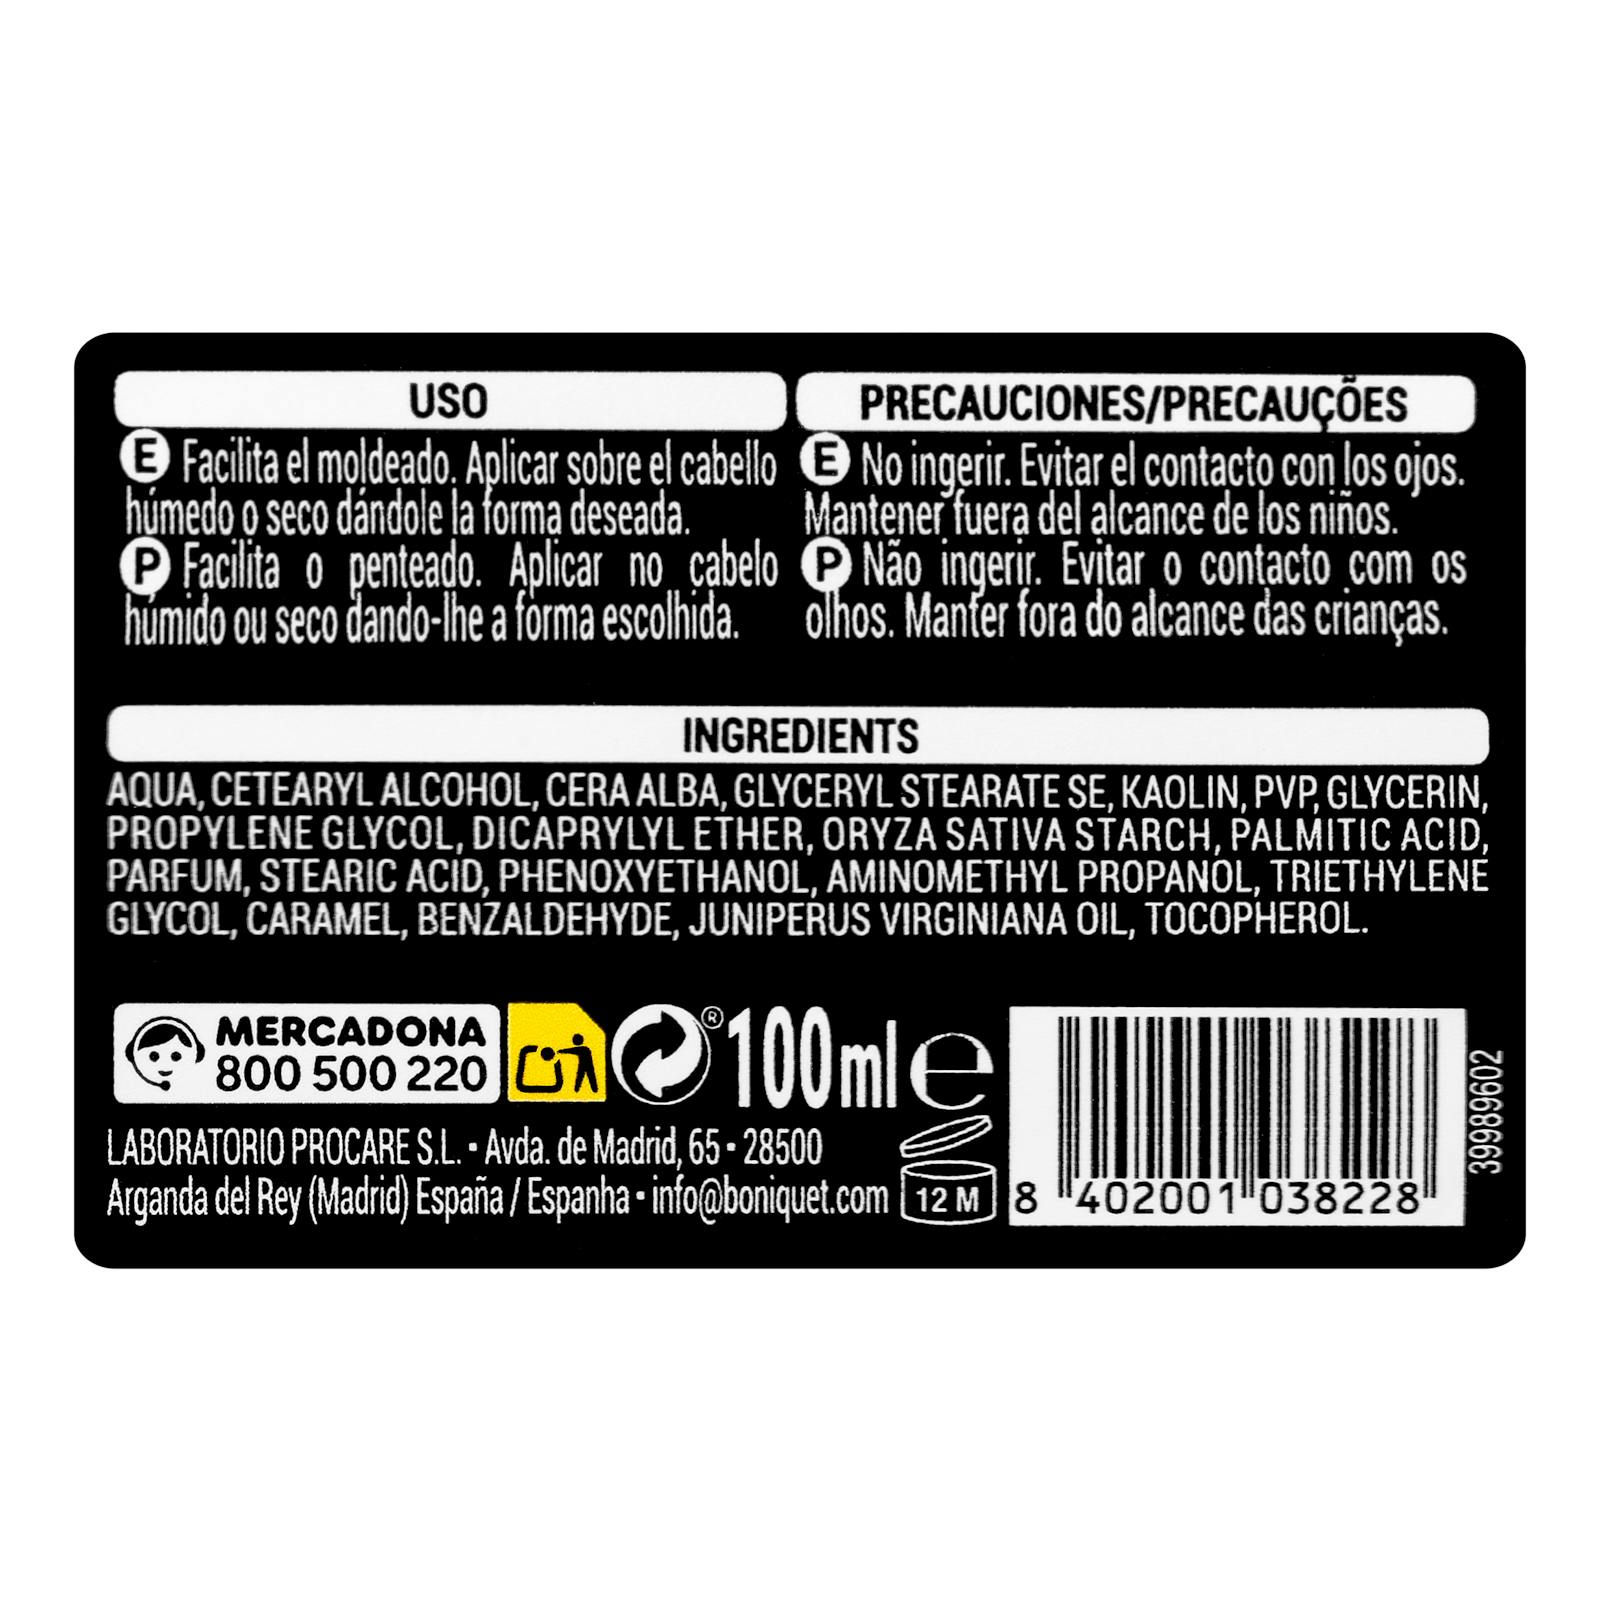 USO
E Facilita el moldeado. Aplicar sobre el cabello
húmedo o seco dándole la forma deseada.
P Facilita o penteado. Aplicar no cabelo
húmido ou seco dando-lhe a forma escolhida.
PRECAUCIONES/PRECAUÇÕES
E No ingerir. Evitar el contacto con los ojos.
Mantener fuera del alcance de los niños.
P Não ingerir. Evitar o contacto com os
olhos. Manter fora do alcance das crianças.
INGREDIENTS
AQUA, CETEARYL ALCOHOL, CERA ALBA, GLYCERYL STEARATE SE, KAOLIN, PVP, GLYCERIN,
PROPYLENE GLYCOL, DICAPRYLYL ETHER, ORYZA SATIVA STARCH, PALMITIC ACID,
PARFUM, STEARIC ACID, PHENOXYETHANOL, AMINOMETHYL PROPANOL, TRIETHYLENE
GLYCOL, CARAMEL, BENZALDEHYDE, JUNIPERUS VIRGINIANA OIL, TOCOPHEROL.
MERCADONA
800 500 220
® 100 ml e
LABORATORIO PROCARE S.L. • Avda. de Madrid, 65 • 28500
Arganda del Rey (Madrid) España / Espanha • info@boniquet.com
12 M
8 402001 038228
3989602